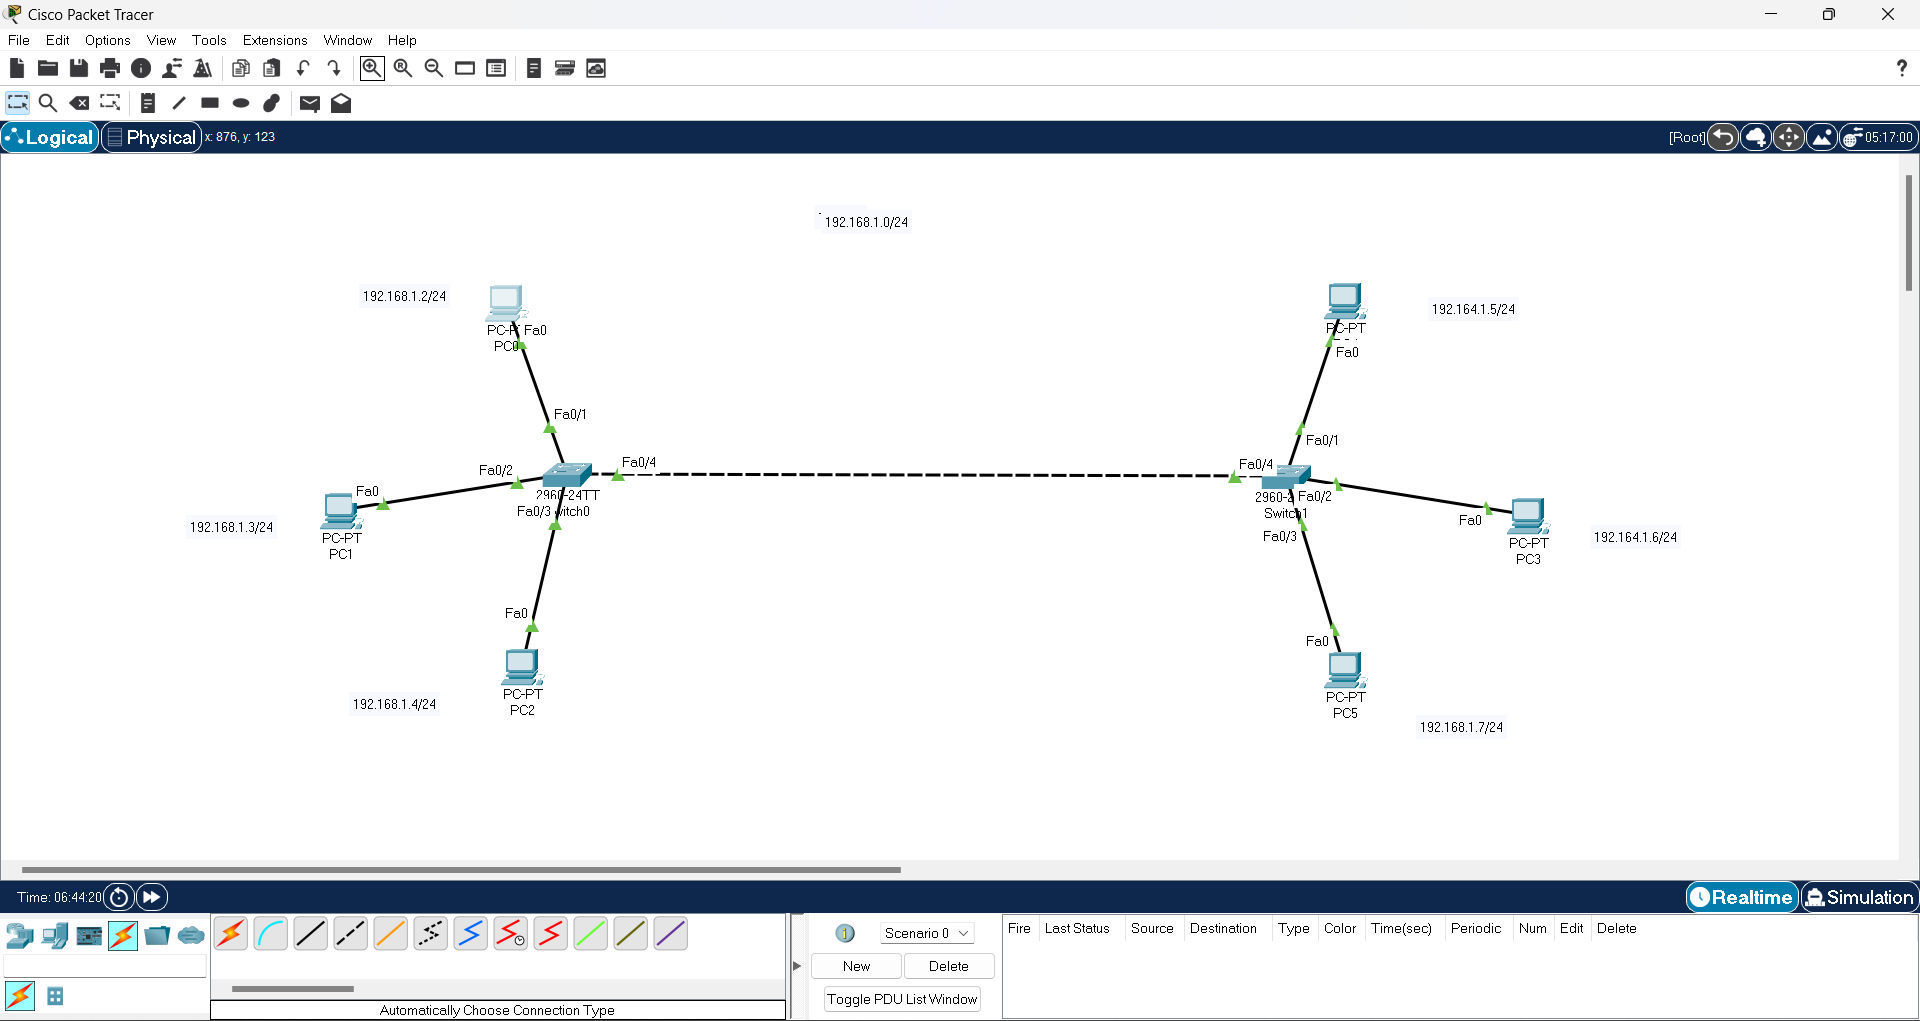 Cisco Packet Tracer
File Edit Options View Tools Extensions Window Help
?
Logical Physical x: 876, y: 123 [Root] 05:17:00
192.168.1.0/24
192.168.1.2/24
PC-P Fa0
PC0
Fa0/1
Fa0/2
Fa0/4
2960-24TT
Fa0/3 witch0
Fa0
192.168.1.3/24
PC-PT
PC1
Fa0
192.168.1.4/24
PC-PT
PC2
PC-PT
Fa0
192.164.1.5/24
Fa0/1
Fa0/4
2960-2 Fa0/2
Switch1
Fa0/3
Fa0
192.164.1.6/24
PC-PT
PC3
Fa0
PC-PT
PC5
192.168.1.7/24
Time: 06:44:20 Realtime Simulation
Scenario 0
New Delete
Toggle PDU List Window
Fire Last Status Source Destination Type Color Time(sec) Periodic Num Edit Delete
Automatically Choose Connection Type